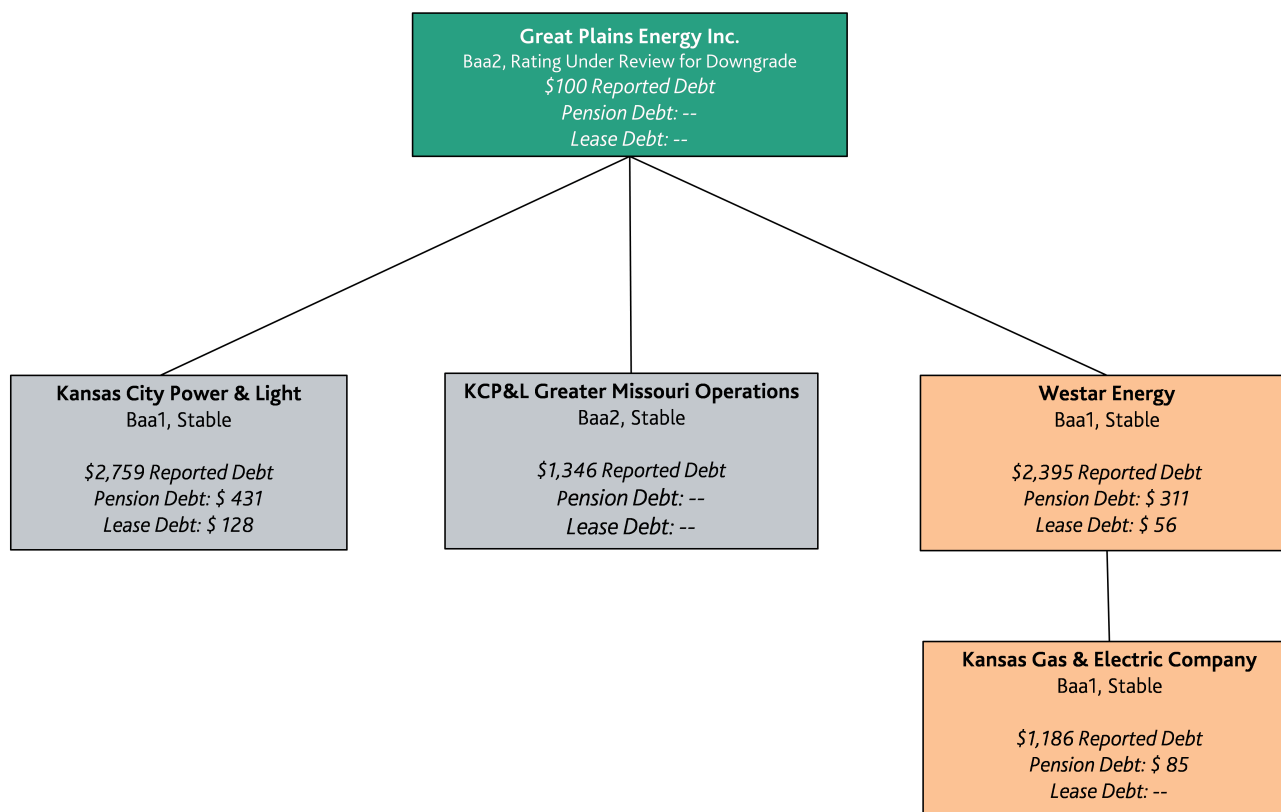 Great Plains Energy Inc.
Baa2, Rating Under Review for Downgrade
$100 Reported Debt
Pension Debt: --
Lease Debt: --
Kansas City Power & Light
Baa1, Stable
$2,759 Reported Debt
Pension Debt: $ 431
Lease Debt: $ 128
KCP&L Greater Missouri Operations
Baa2, Stable
$1,346 Reported Debt
Pension Debt: --
Lease Debt: --
Westar Energy
Baa1, Stable
$2,395 Reported Debt
Pension Debt: $ 311
Lease Debt: $ 56
Kansas Gas & Electric Company
Baa1, Stable
$1,186 Reported Debt
Pension Debt: $ 85
Lease Debt: --